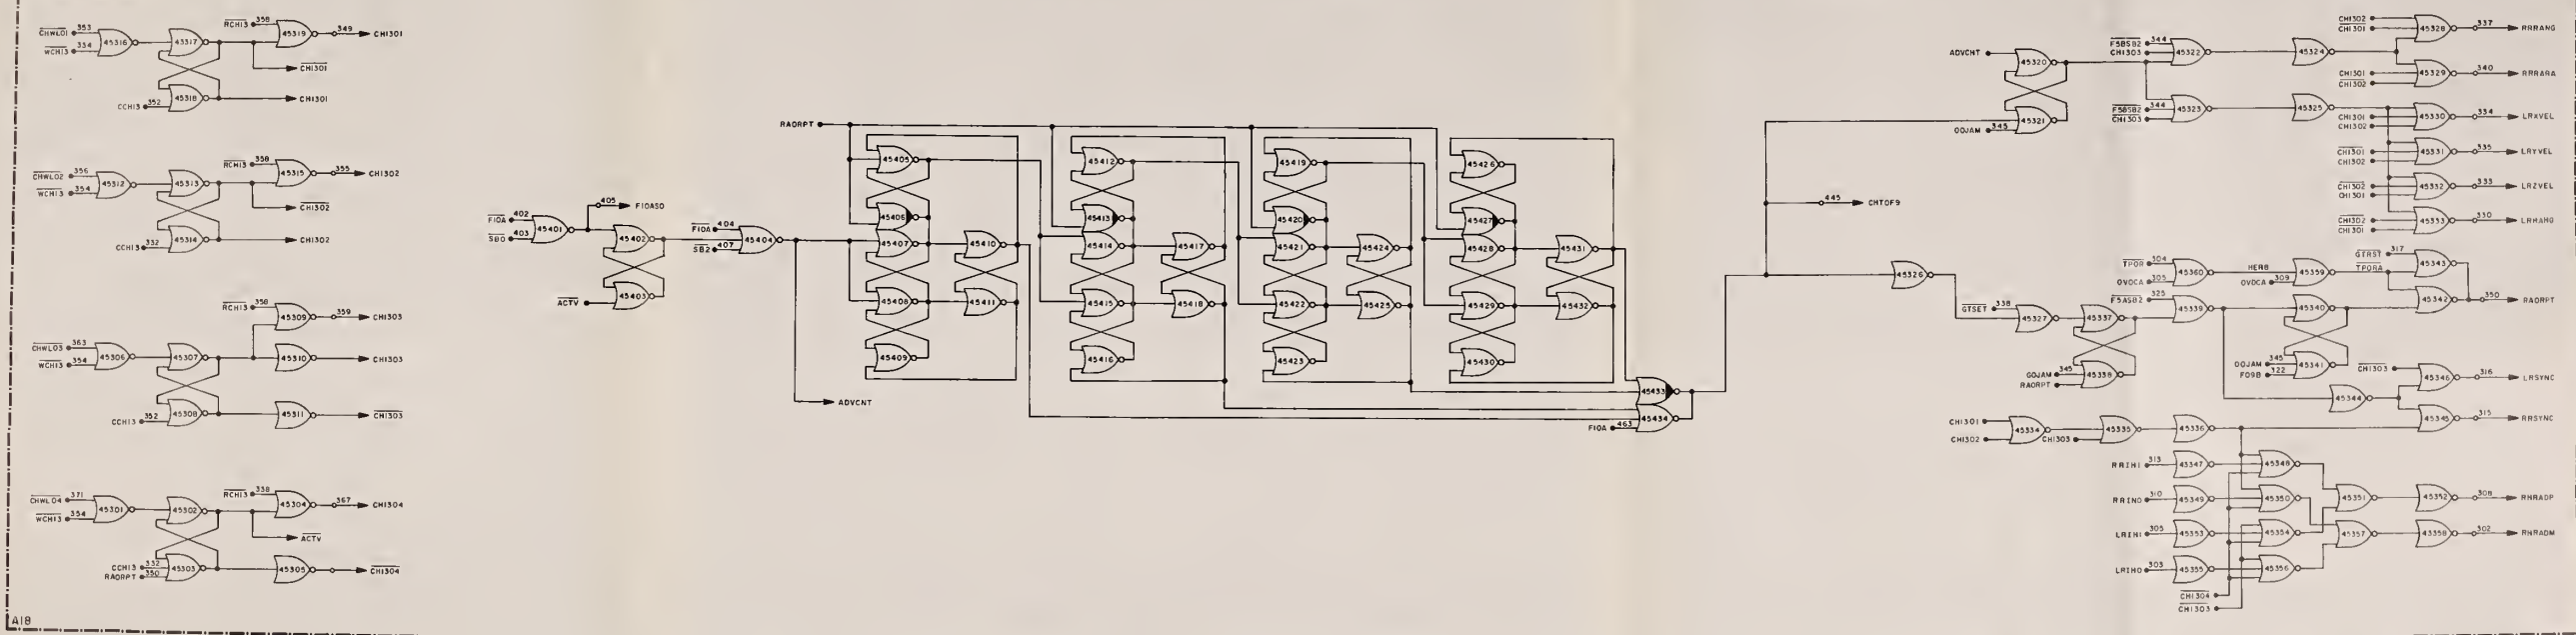 CHWL01 353
WCH13 354
45316
45317
45318
CCH13 352
RCH13 358
45319
349 CH1301
CH1301
CH1301
CHWL02 356
WCH13 354
45312
45313
45314
CCH13 332
RCH13 358
45315
355 CH1302
CH1302
CH1302
CHWL03 363
WCH13 354
45306
45307
45308
CCH13 352
RCH13 358
45309
359 CH1303
45310
CH1303
45311
CH1303
CHWL04 371
WCH13 354
45301
45302
45303
CCH13 332
RAORPT 350
RCH13 338
45304
367 CH1304
ACTV
45305
CH1304
A18
F10A 402
SB0 403
45401
405 F10AS0
45402
45403
ACTV
F10A 404
SB2 407
45404
ADVCNT
RAORPT
45405
45406
45407
45408
45409
45410
45411
45412
45413
45414
45415
45416
45417
45418
45419
45420
45421
45422
45423
45424
45425
45426
45427
45428
45429
45430
45431
45432
45433
45434
F10A 463
445 CHTOF9
ADVCNT
45320
45321
GOJAM 345
45326
F5BSB2 344
CH1303
45322
F5BSB2 344
CH1303
45323
45324
45325
CH1302
CH1301
45328
337 RRRANG
CH1301
CH1302
45329
340 RRRARA
CH1301
CH1302
45330
334 LRXVEL
CH1301
CH1302
45331
335 LRYVEL
CH1302
CH1301
45332
333 LRZVEL
CH1302
CH1301
45333
330 LRHANG
GTSET 338
45327
45337
45338
GOJAM 345
RAORPT
TPOR 304
OVDCA 305
45360
HERB
OVDCA 309
45359
TPORA
GTRST 317
45343
45342
350 RAORPT
F5ASB2 325
45339
45340
45341
GOJAM 345
F09B 322
45344
CH1303
45346
316 LRSYNC
45345
315 RRSYNC
CH1301
CH1302
45334
CH1303
45335
45336
RRIN1 313
45347
45348
RRIN0 310
45349
45350
LRIN1 305
45353
45354
LRIN0 303
45355
45356
CH1304
CH1303
45351
45352
308 RNRADP
45357
45358
302 RNRADM